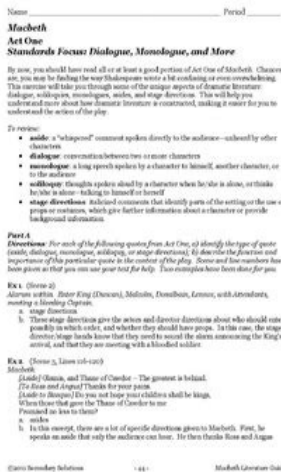 Name Period
Macbeth
Act One
Standards Focus: Dialogue, Monologue, and More
By now, you should have read all or at least a good portion of Act One of Macbeth. Chances
are, you may be finding the way Shakespeare wrote a bit confusing or even overwhelming.
This exercise will take you through some of the unique aspects of dramatic literature:
dialogue, soliloquies, monologues, asides, and stage directions. This will help you
understand more about how dramatic literature is constructed, making it easier for you to
understand the action of the play.
To review:
• aside: a "whispered" comment spoken directly to the audience—unheard by other
characters
• dialogue: conversation between two or more characters
• monologue: a long speech spoken by a character to himself, another character, or
to the audience
• soliloquy: thoughts spoken aloud by a character when he/she is alone, or thinks
he/she is alone—talking to himself or herself
• stage directions: italicized comments that identify parts of the setting or the use of
props or costumes, which give further information about a character or provide
background information
Part A
Directions: For each of the following quotes from Act One, a) identify the type of quote
(aside, dialogue, monologue, soliloquy, or stage directions); b) describe the function and
importance of this particular quote in the context of the play. Scene and line numbers have
been given so that you can use your text for help. Two examples have been done for you.
Ex 1. (Scene 2)
Alarum within. Enter King (Duncan), Malcolm, Donalbain, Lennox, with Attendants,
meeting a bleeding Captain.
a. stage directions
b. These stage directions give the actors and director directions about who should enter,
possibly in which order, and whether they should have props. In this case, the stage
director/stage hands know that they need to sound the alarm announcing the King's
arrival, and that they are meeting with a bloodied soldier.
Ex 2. (Scene 3, Lines 116-120)
Macbeth:
[Aside] Glamis, and Thane of Cawdor – The greatest is behind.
[To Ross and Angus] Thanks for your pains.
[Aside to Banquo] Do you not hope your children shall be kings,
When those that gave the Thane of Cawdor to me
Promised no less to them?
a. asides
b. In this excerpt, there are a lot of specific directions given to Macbeth. First, he
speaks an aside that only the audience can hear. He then thanks Ross and Angus
©2010 Secondary Solutions - 44 - Macbeth Literature Guide